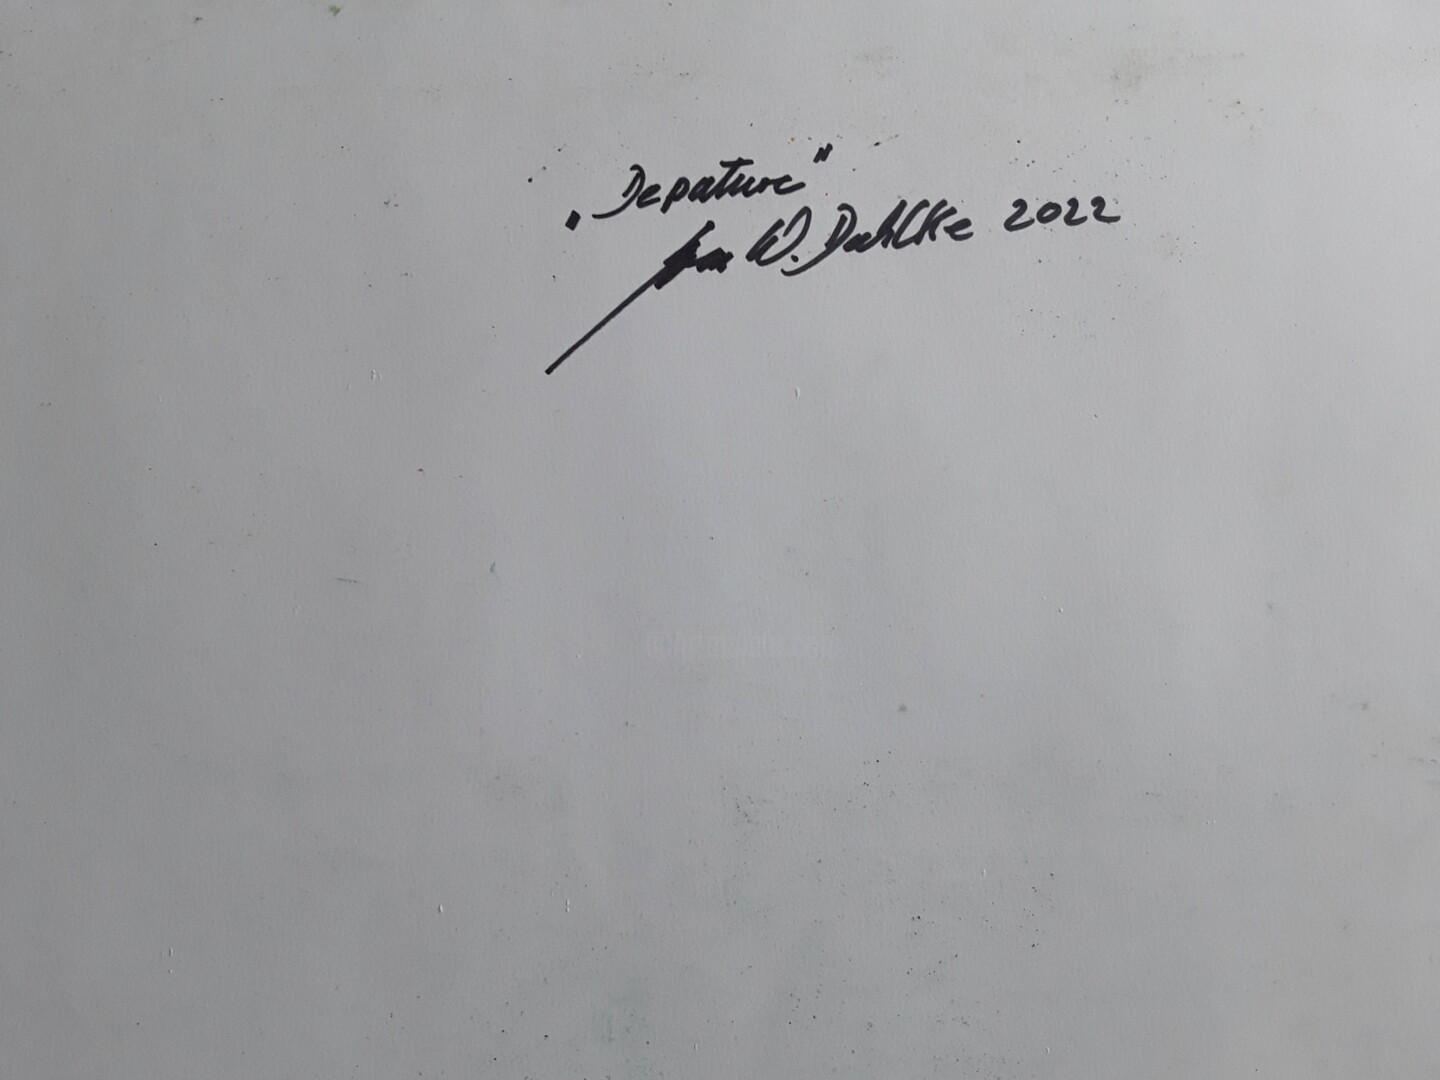 „Depature"
W. Dahlke 2022